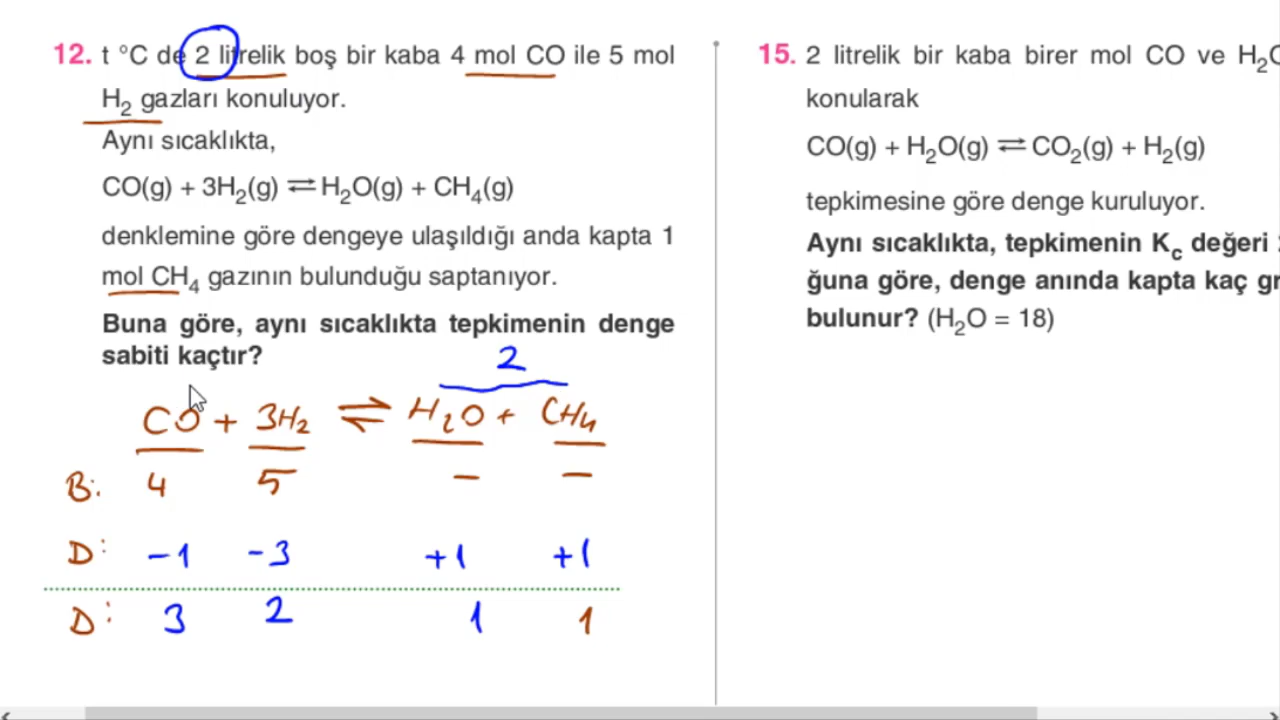 12. t °C de 2 litrelik boş bir kaba 4 mol CO ile 5 mol
H₂ gazları konuluyor.
Aynı sıcaklıkta,
CO(g) + 3H₂(g) ⇌ H₂O(g) + CH₄(g)
denklemine göre dengeye ulaşıldığı anda kapta 1
mol CH₄ gazının bulunduğu saptanıyor.
Buna göre, aynı sıcaklıkta tepkimenin denge
sabiti kaçtır?
2
CO + 3H₂ ⇌ H₂O + CH₄
B: 4 5 – –
D: -1 -3 +1 +1
D: 3 2 1 1
15. 2 litrelik bir kaba birer mol CO ve H₂O
konularak
CO(g) + H₂O(g) ⇌ CO₂(g) + H₂(g)
tepkimesine göre denge kuruluyor.
Aynı sıcaklıkta, tepkimenin K꜀ değeri
ğuna göre, denge anında kapta kaç gr
bulunur? (H₂O = 18)